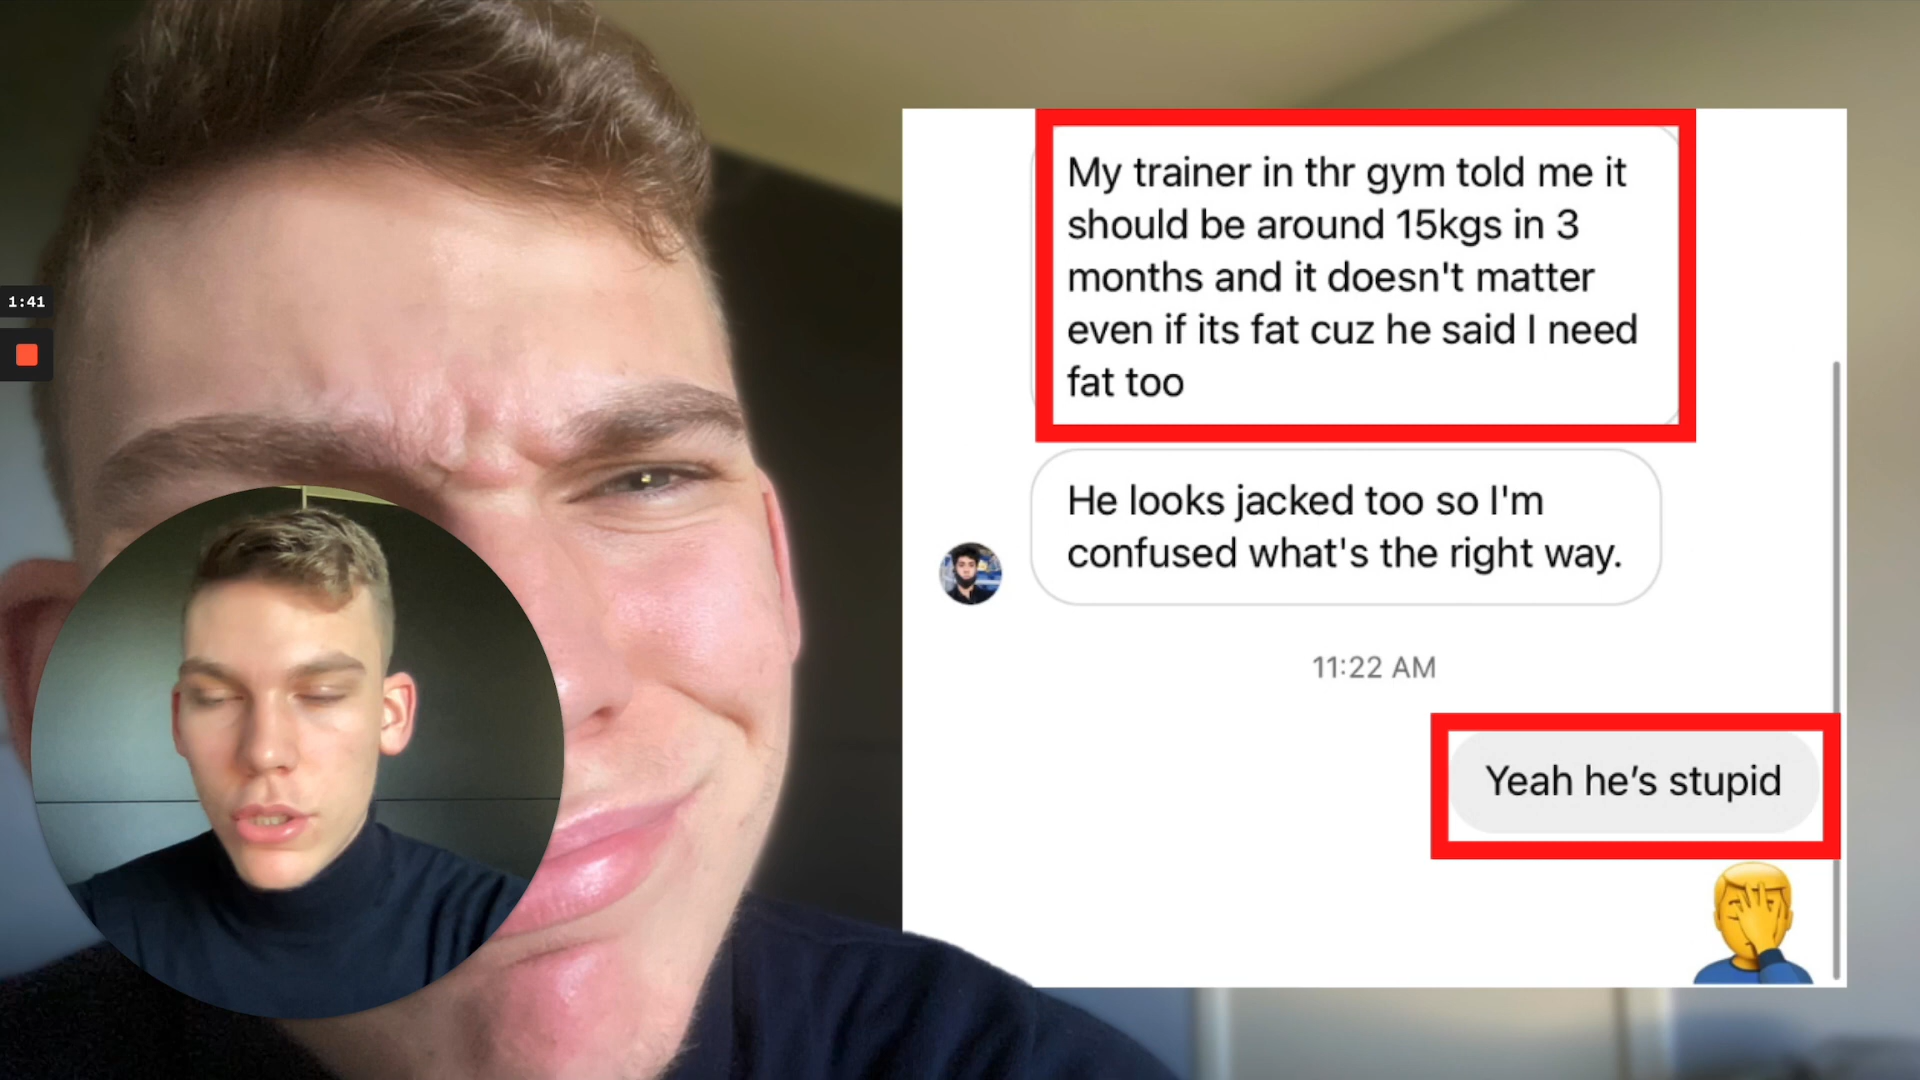 1:41
My trainer in thr gym told me it
should be around 15kgs in 3
months and it doesn't matter
even if its fat cuz he said I need
fat too
He looks jacked too so I'm
confused what's the right way.
11:22 AM
Yeah he’s stupid